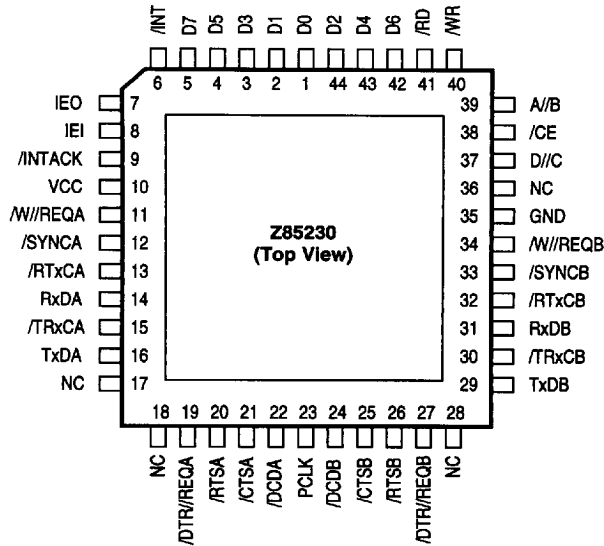 /INT D7 D5 D3 D1 D0 D2 D4 D6 /RD /WR
6 5 4 3 2 1 44 43 42 41 40
IEO 7 39 A//B
IEI 8 38 /CE
/INTACK 9 37 D//C
VCC 10 36 NC
/W//REQA 11 35 GND
/SYNCA 12 34 /W//REQB
/RTxCA 13 33 /SYNCB
RxDA 14 32 /RTxCB
/TRxCA 15 31 RxDB
TxDA 16 30 /TRxCB
NC 17 29 TxDB
Z85230
(Top View)
18 19 20 21 22 23 24 25 26 27 28
NC /DTR//REQA /RTSA /CTSA /DCDA PCLK /DCDB /CTSB /RTSB /DTR//REQB NC